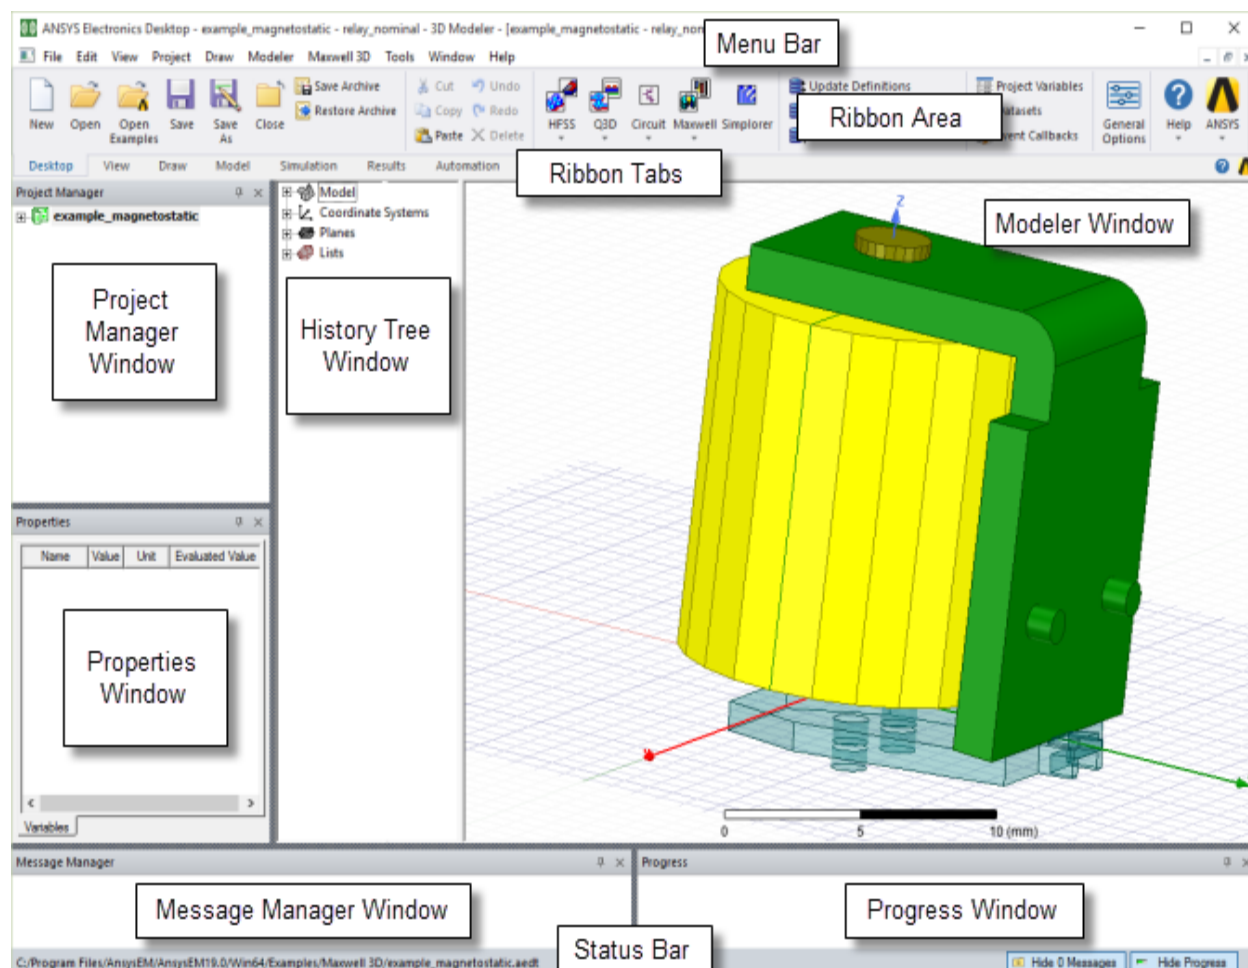 ANSYS Electronics Desktop - example_magnetostatic - relay_nominal - 3D Modeler - [example_magnetostatic - relay_nom
Menu Bar
File Edit View Project Draw Modeler Maxwell 3D Tools Window Help
Save Archive
Restore Archive
Cut
Copy
Paste
Undo
Redo
Delete
Update Definitions
Ribbon Area
Project Variables
atasets
vent Callbacks
New Open Open Examples Save Save As Close
HFSS Q3D Circuit Maxwell Simplorer
General Options
Help
ANSYS
Desktop View Draw Model Simulation Results Automation
Ribbon Tabs
Project Manager
example_magnetostatic
Project
Manager
Window
Model
Coordinate Systems
Planes
Lists
History Tree
Window
Z
Modeler Window
Properties
Name Value Unit Evaluated Value
Properties
Window
Variables
0 5 10 (mm)
Message Manager
Message Manager Window
Progress
Progress Window
Status Bar
C:/Program Files/AnsysEM/AnsysEM19.0/Win64/Examples/Maxwell 3D/example_magnetostatic.aedt
Hide 0 Messages
Hide Progress